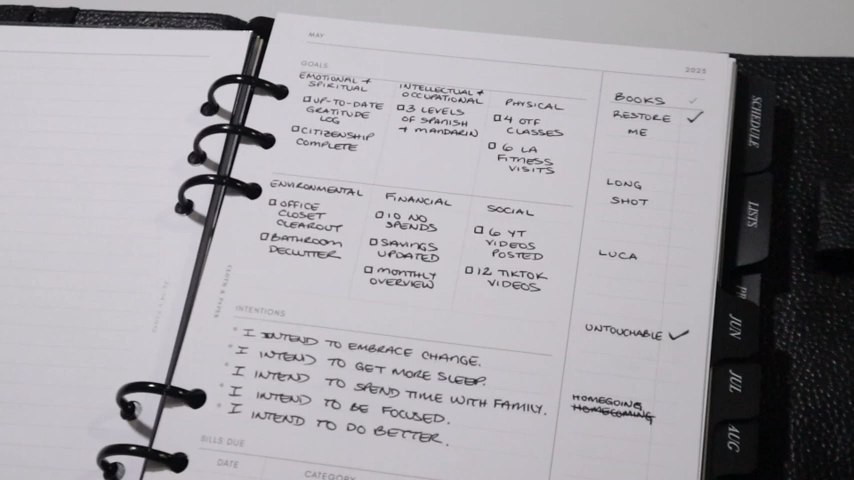 MAY
2025
GOALS
EMOTIONAL +
SPIRITUAL
□ UP-TO-DATE
GRATITUDE
LOG
□ CITIZENSHIP
COMPLETE
INTELLECTUAL +
OCCUPATIONAL
□ 3 LEVELS
OF SPANISH
+ MANDARIN
PHYSICAL
□ 4 OTF
CLASSES
□ 6 LA
FITNESS
VISITS
ENVIRONMENTAL
□ OFFICE
CLOSET
CLEAROUT
□ BATHROOM
DECLUTTER
FINANCIAL
□ 10 NO
SPENDS
□ SAVINGS
UPDATED
□ MONTHLY
OVERVIEW
SOCIAL
□ 6 YT
VIDEOS
POSTED
□ 12 TIKTOK
VIDEOS
BOOKS ✓
RESTORE ✓
ME
LONG
SHOT
LUCA
UNTOUCHABLE ✓
HOMEGOING
HOMECOMING
INTENTIONS
I INTEND TO EMBRACE CHANGE.
I INTEND TO GET MORE SLEEP.
I INTEND TO SPEND TIME WITH FAMILY.
I INTEND TO BE FOCUSED.
I INTEND TO DO BETTER.
BILLS DUE
DATE
CATEGORY
SCHEDULE
LISTS
JUN
JUL
AUG